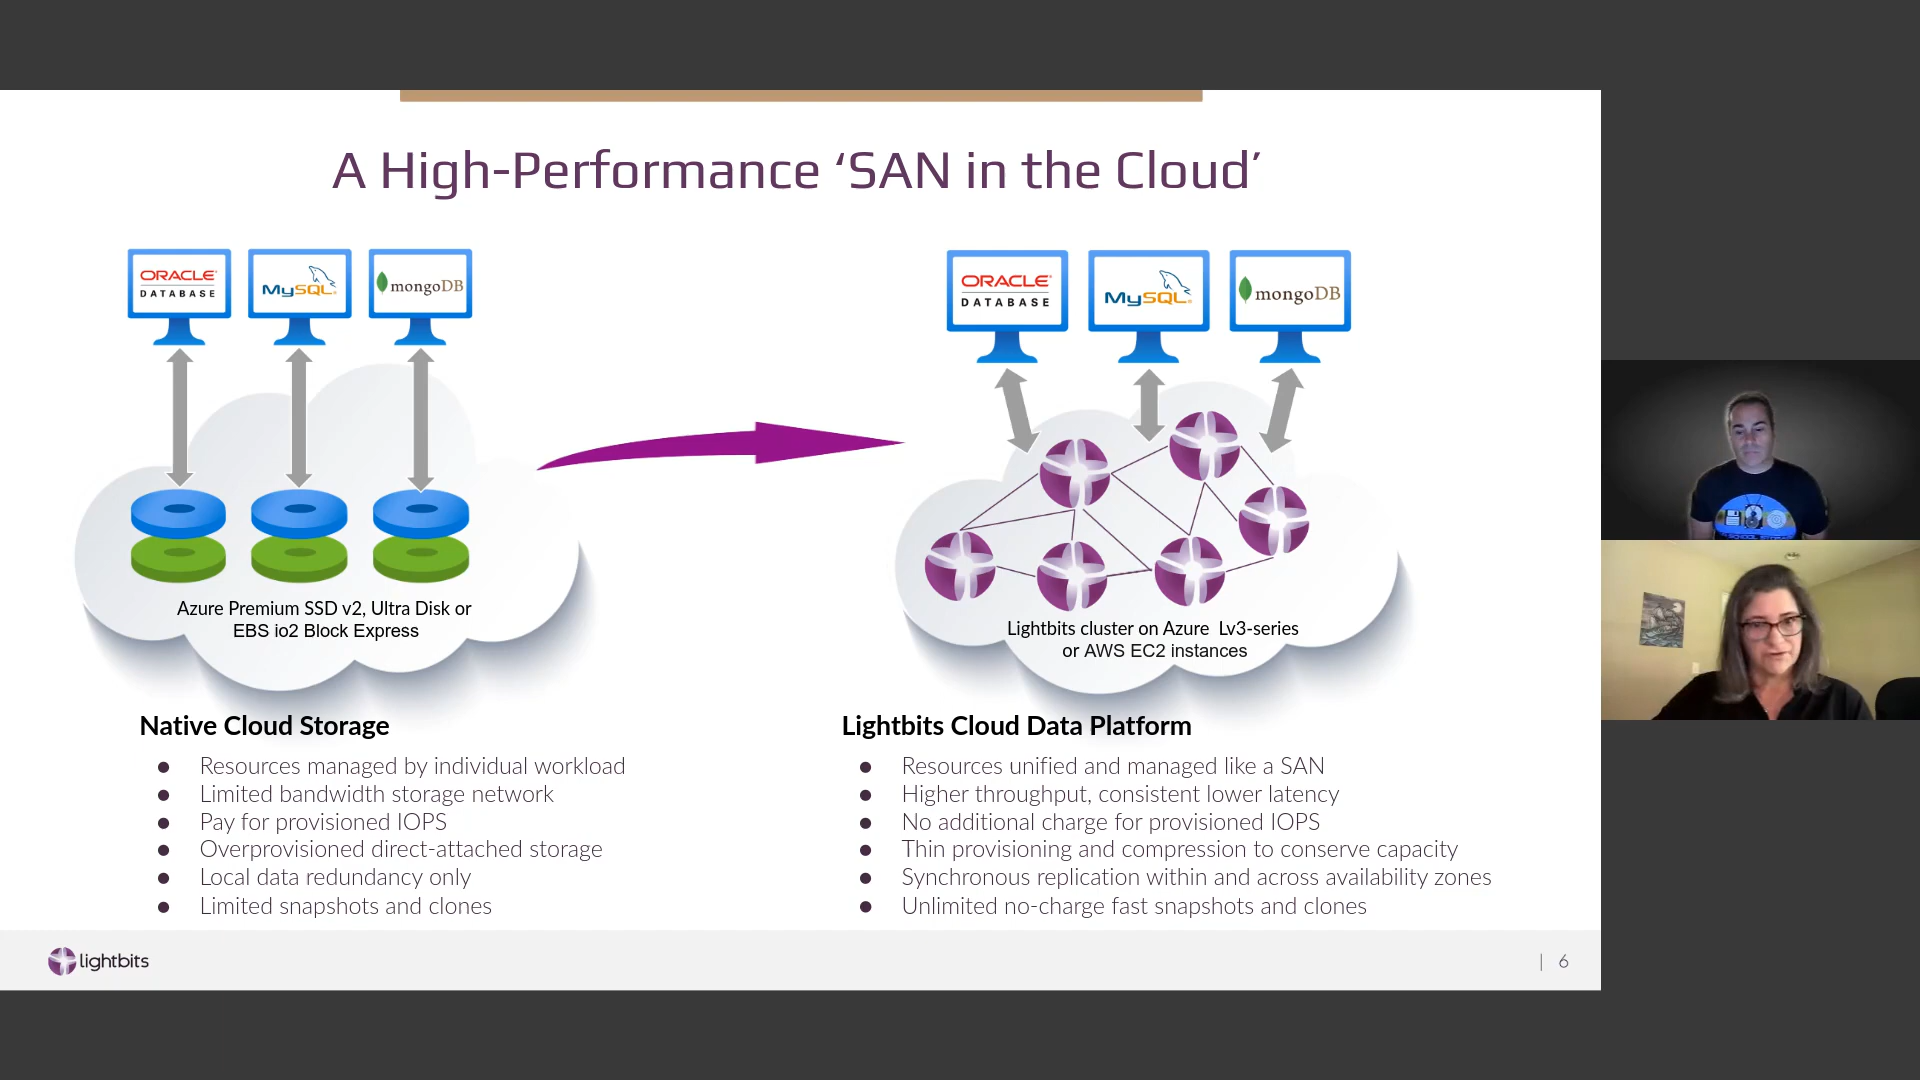 A High-Performance ‘SAN in the Cloud’
ORACLE
DATABASE
MySQL
mongoDB
ORACLE
DATABASE
MySQL
mongoDB
Azure Premium SSD v2, Ultra Disk or
EBS io2 Block Express
Lightbits cluster on Azure Lv3-series
or AWS EC2 instances
Native Cloud Storage
● Resources managed by individual workload
● Limited bandwidth storage network
● Pay for provisioned IOPS
● Overprovisioned direct-attached storage
● Local data redundancy only
● Limited snapshots and clones
Lightbits Cloud Data Platform
● Resources unified and managed like a SAN
● Higher throughput, consistent lower latency
● No additional charge for provisioned IOPS
● Thin provisioning and compression to conserve capacity
● Synchronous replication within and across availability zones
● Unlimited no-charge fast snapshots and clones
lightbits
| 6